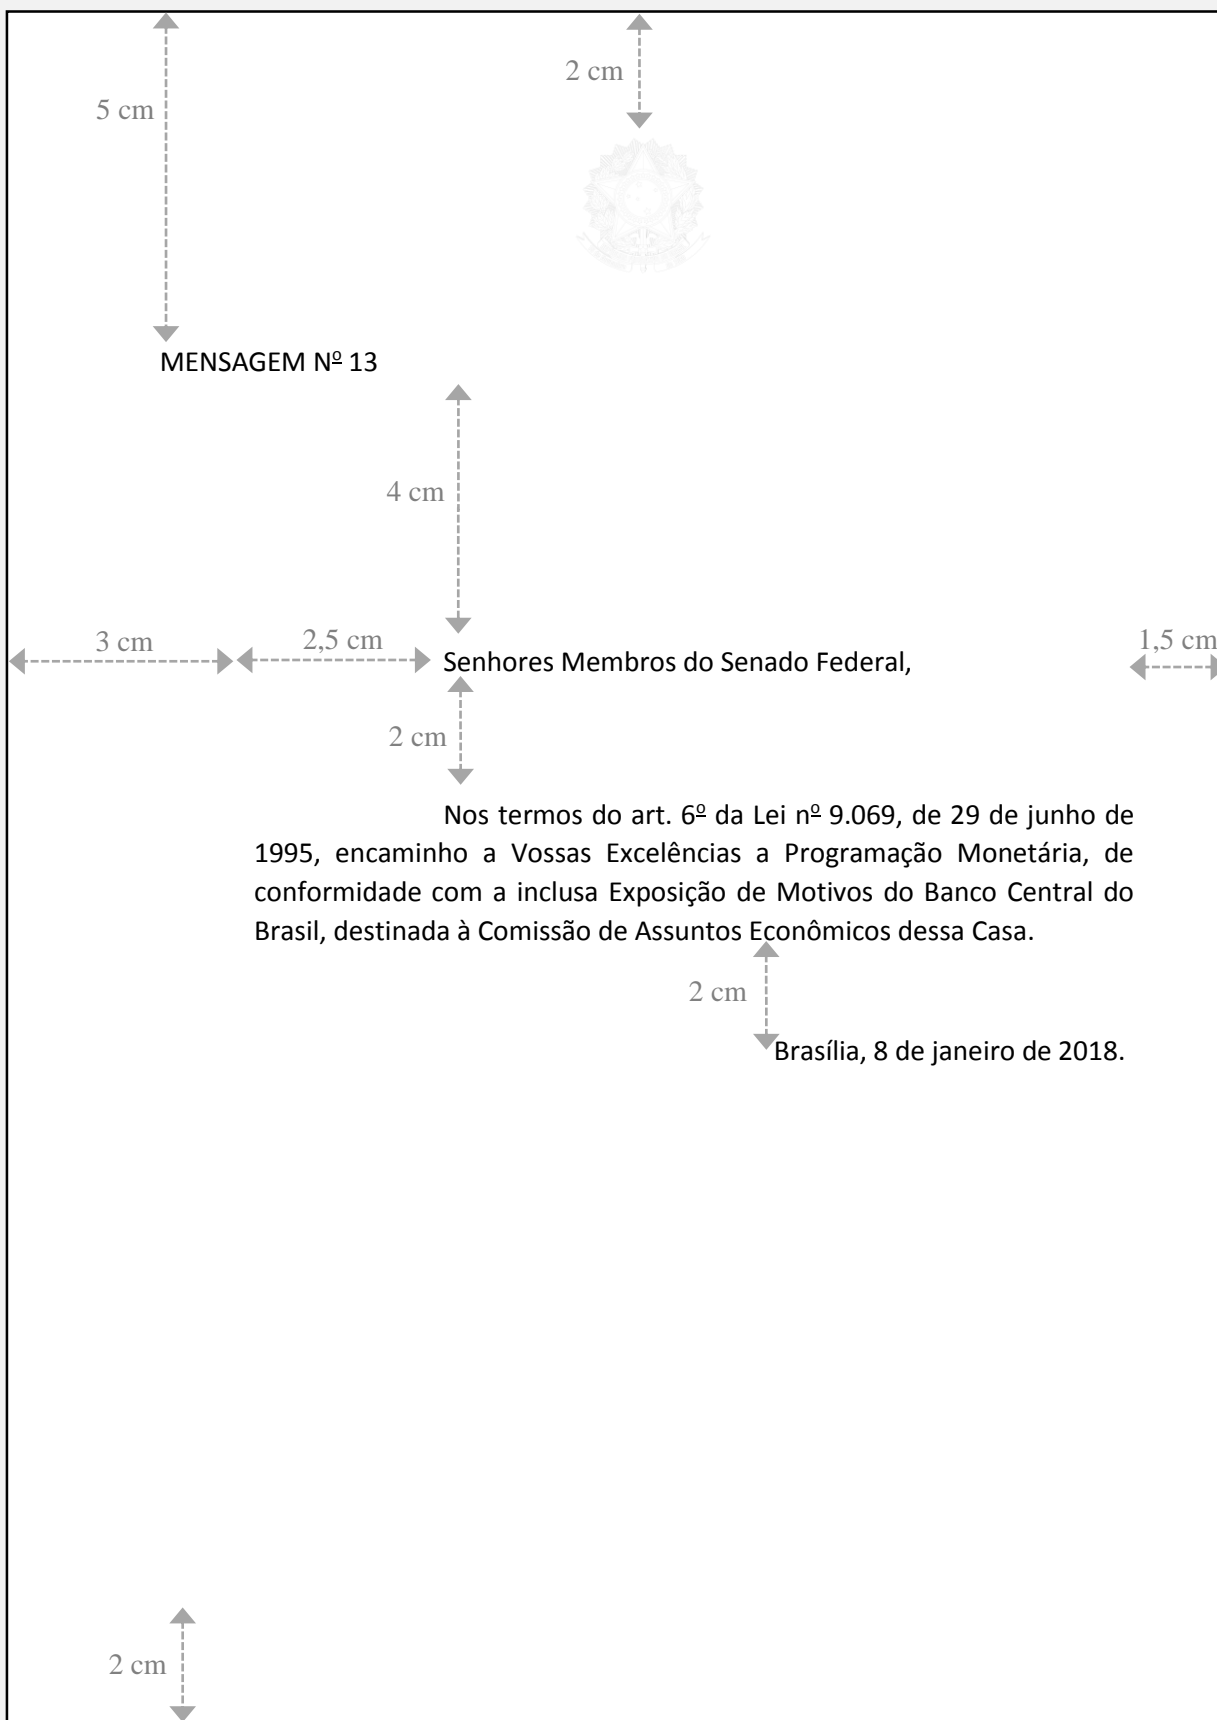 2 cm
5 cm
MENSAGEM Nº 13
4 cm
3 cm
2,5 cm
Senhores Membros do Senado Federal,
1,5 cm
2 cm
Nos termos do art. 6º da Lei nº 9.069, de 29 de junho de
1995, encaminho a Vossas Excelências a Programação Monetária, de
conformidade com a inclusa Exposição de Motivos do Banco Central do
Brasil, destinada à Comissão de Assuntos Econômicos dessa Casa.
2 cm
Brasília, 8 de janeiro de 2018.
2 cm